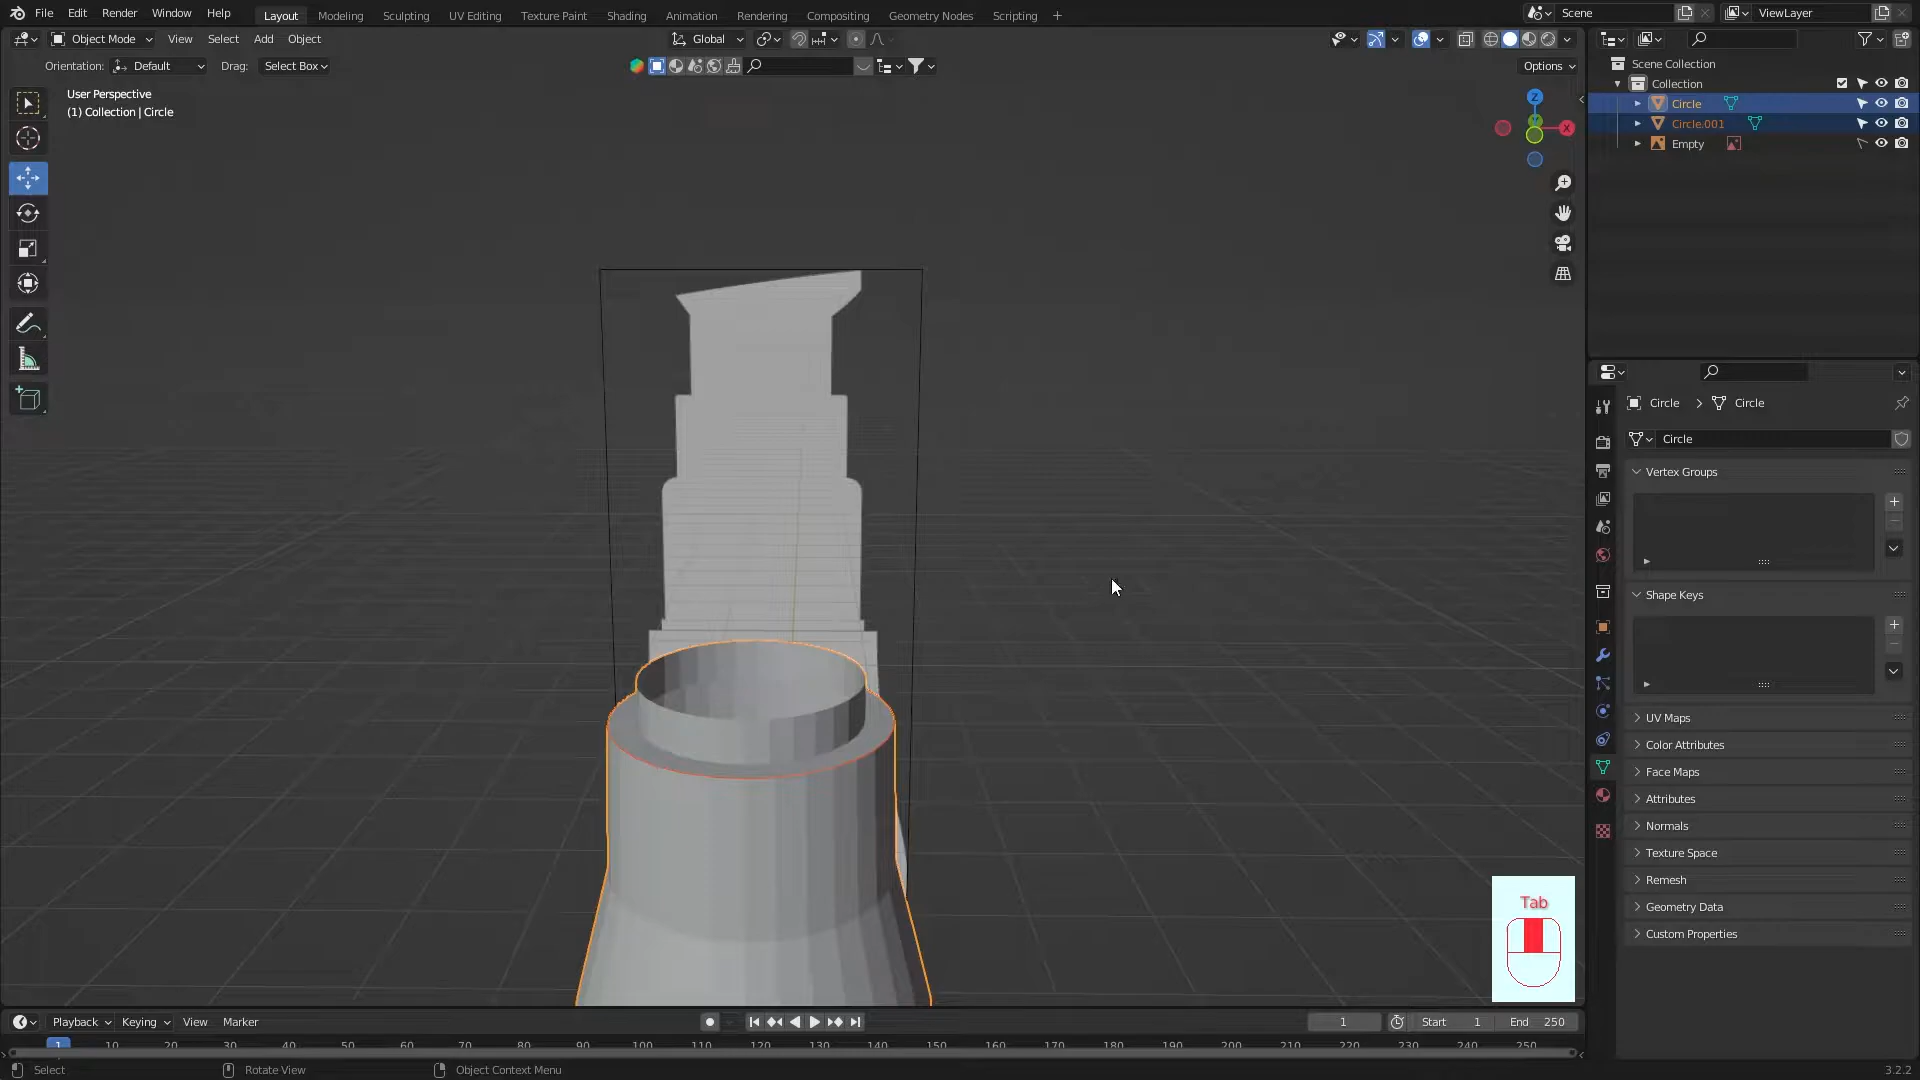 File Edit Render Window Help Layout Modeling Sculpting UV Editing Texture Paint Shading Animation Rendering Compositing Geometry Nodes Scripting + Scene ViewLayer
Object Mode View Select Add Object Global
Orientation: Default Drag: Select Box Options
User Perspective
(1) Collection | Circle
Z
X
Scene Collection
Collection
Circle
Circle.001
Empty
Circle > Circle
Circle
Vertex Groups
Shape Keys
UV Maps
Color Attributes
Face Maps
Attributes
Normals
Texture Space
Remesh
Geometry Data
Custom Properties
Tab
Playback Keying View Marker 1 Start 1 End 250
1 10 20 30 40 50 60 70 80 90 100 110 120 130 140 150 160 170 180 190 200 210 220 230 240 250
Select Rotate View Object Context Menu 3.2.2